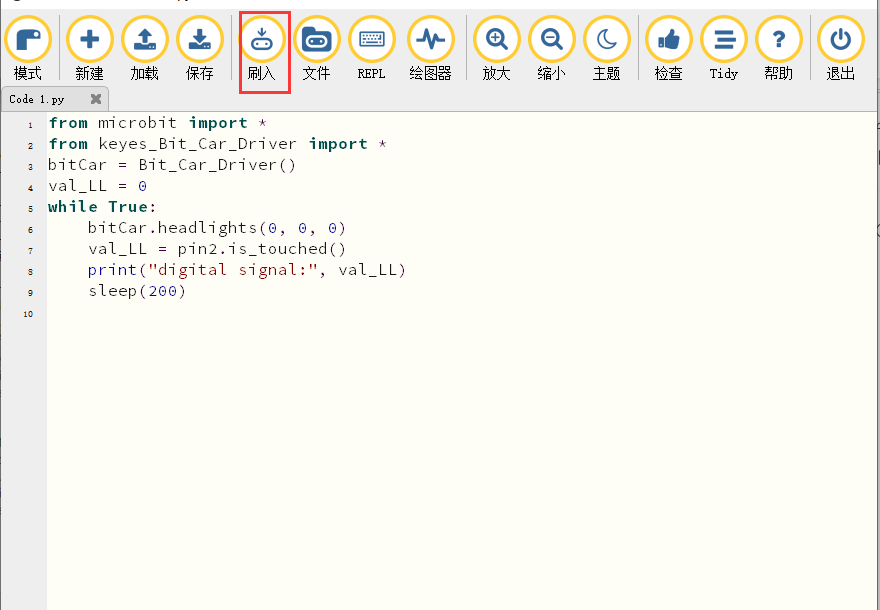 模式 新建 加载 保存 刷入 文件 REPL 绘图器 放大 缩小 主题 检查 Tidy 帮助 退出
Code 1.py
1 from microbit import *
2 from keyes_Bit_Car_Driver import *
3 bitCar = Bit_Car_Driver()
4 val_LL = 0
5 while True:
6     bitCar.headlights(0, 0, 0)
7     val_LL = pin2.is_touched()
8     print("digital signal:", val_LL)
9     sleep(200)
10